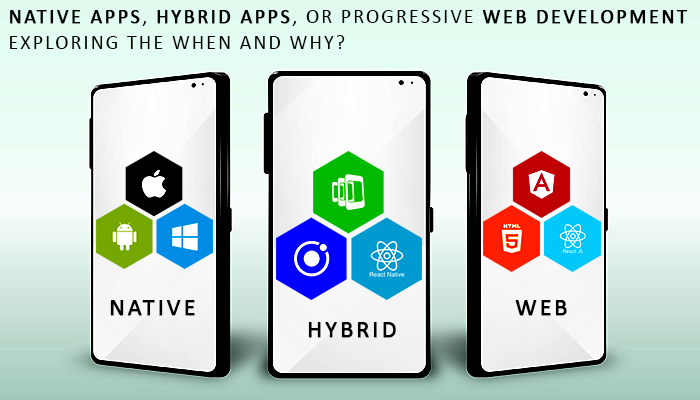 NATIVE APPS, HYBRID APPS, OR PROGRESSIVE WEB DEVELOPMENT
EXPLORING THE WHEN AND WHY?
NATIVE
React Native
HYBRID
HTML
5
React JS
WEB